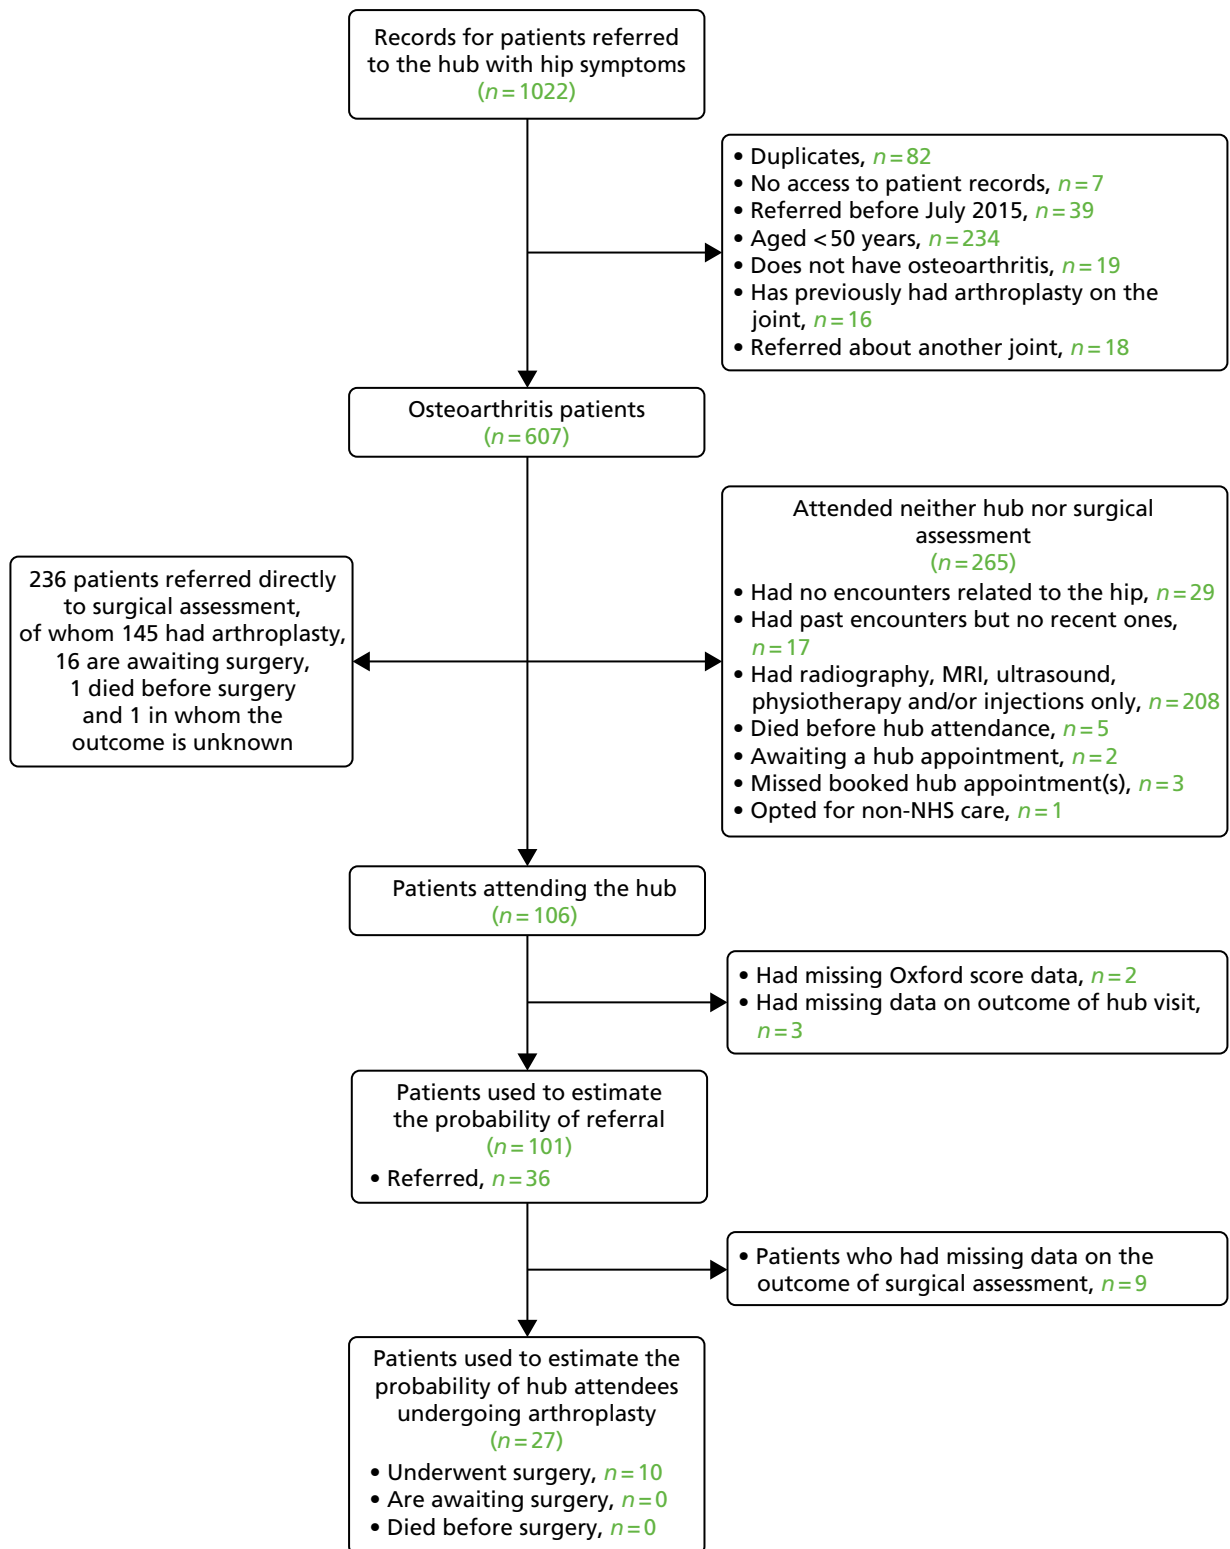 Records for patients referred
to the hub with hip symptoms
(n = 1022)
• Duplicates, n = 82
• No access to patient records, n = 7
• Referred before July 2015, n = 39
• Aged < 50 years, n = 234
• Does not have osteoarthritis, n = 19
• Has previously had arthroplasty on the
joint, n = 16
• Referred about another joint, n = 18
Osteoarthritis patients
(n = 607)
236 patients referred directly
to surgical assessment,
of whom 145 had arthroplasty,
16 are awaiting surgery,
1 died before surgery
and 1 in whom the
outcome is unknown
Attended neither hub nor surgical
assessment
(n = 265)
• Had no encounters related to the hip, n = 29
• Had past encounters but no recent ones,
n = 17
• Had radiography, MRI, ultrasound,
physiotherapy and/or injections only, n = 208
• Died before hub attendance, n = 5
• Awaiting a hub appointment, n = 2
• Missed booked hub appointment(s), n = 3
• Opted for non-NHS care, n = 1
Patients attending the hub
(n = 106)
• Had missing Oxford score data, n = 2
• Had missing data on outcome of hub visit,
n = 3
Patients used to estimate
the probability of referral
(n = 101)
• Referred, n = 36
• Patients who had missing data on the
outcome of surgical assessment, n = 9
Patients used to estimate the
probability of hub attendees
undergoing arthroplasty
(n = 27)
• Underwent surgery, n = 10
• Are awaiting surgery, n = 0
• Died before surgery, n = 0